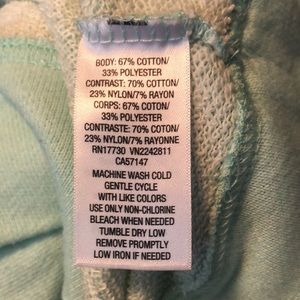 BODY: 67% COTTON/
33% POLYESTER
CONTRAST: 70% COTTON/
23% NYLON/7% RAYON
CORPS: 67% COTON/
33% POLYESTER
CONTRASTE: 70% COTON/
23% NYLON/7% RAYONNE
RN17730 VN2242811
CA57147
MACHINE WASH COLD
GENTLE CYCLE
WITH LIKE COLORS
USE ONLY NON-CHLORINE
BLEACH WHEN NEEDED
TUMBLE DRY LOW
REMOVE PROMPTLY
LOW IRON IF NEEDED